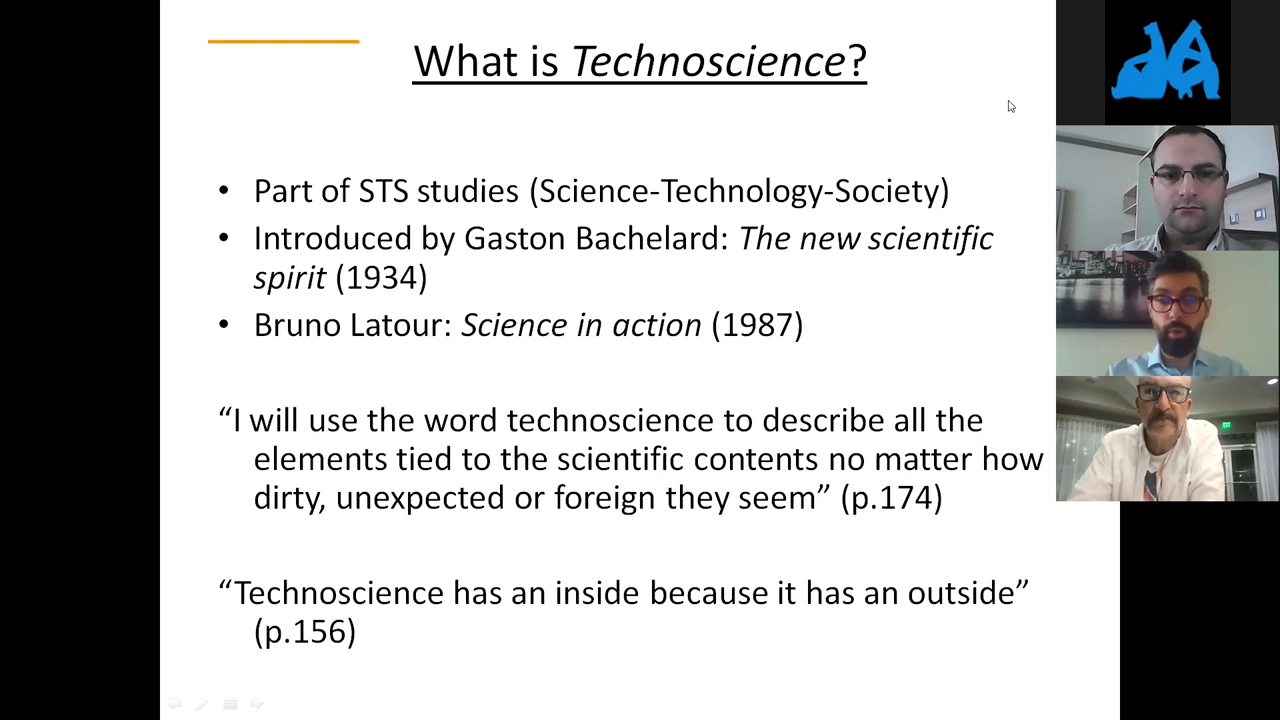 What is Technoscience?
• Part of STS studies (Science-Technology-Society)
• Introduced by Gaston Bachelard: The new scientific
spirit (1934)
• Bruno Latour: Science in action (1987)
“I will use the word technoscience to describe all the
elements tied to the scientific contents no matter how
dirty, unexpected or foreign they seem” (p.174)
“Technoscience has an inside because it has an outside”
(p.156)